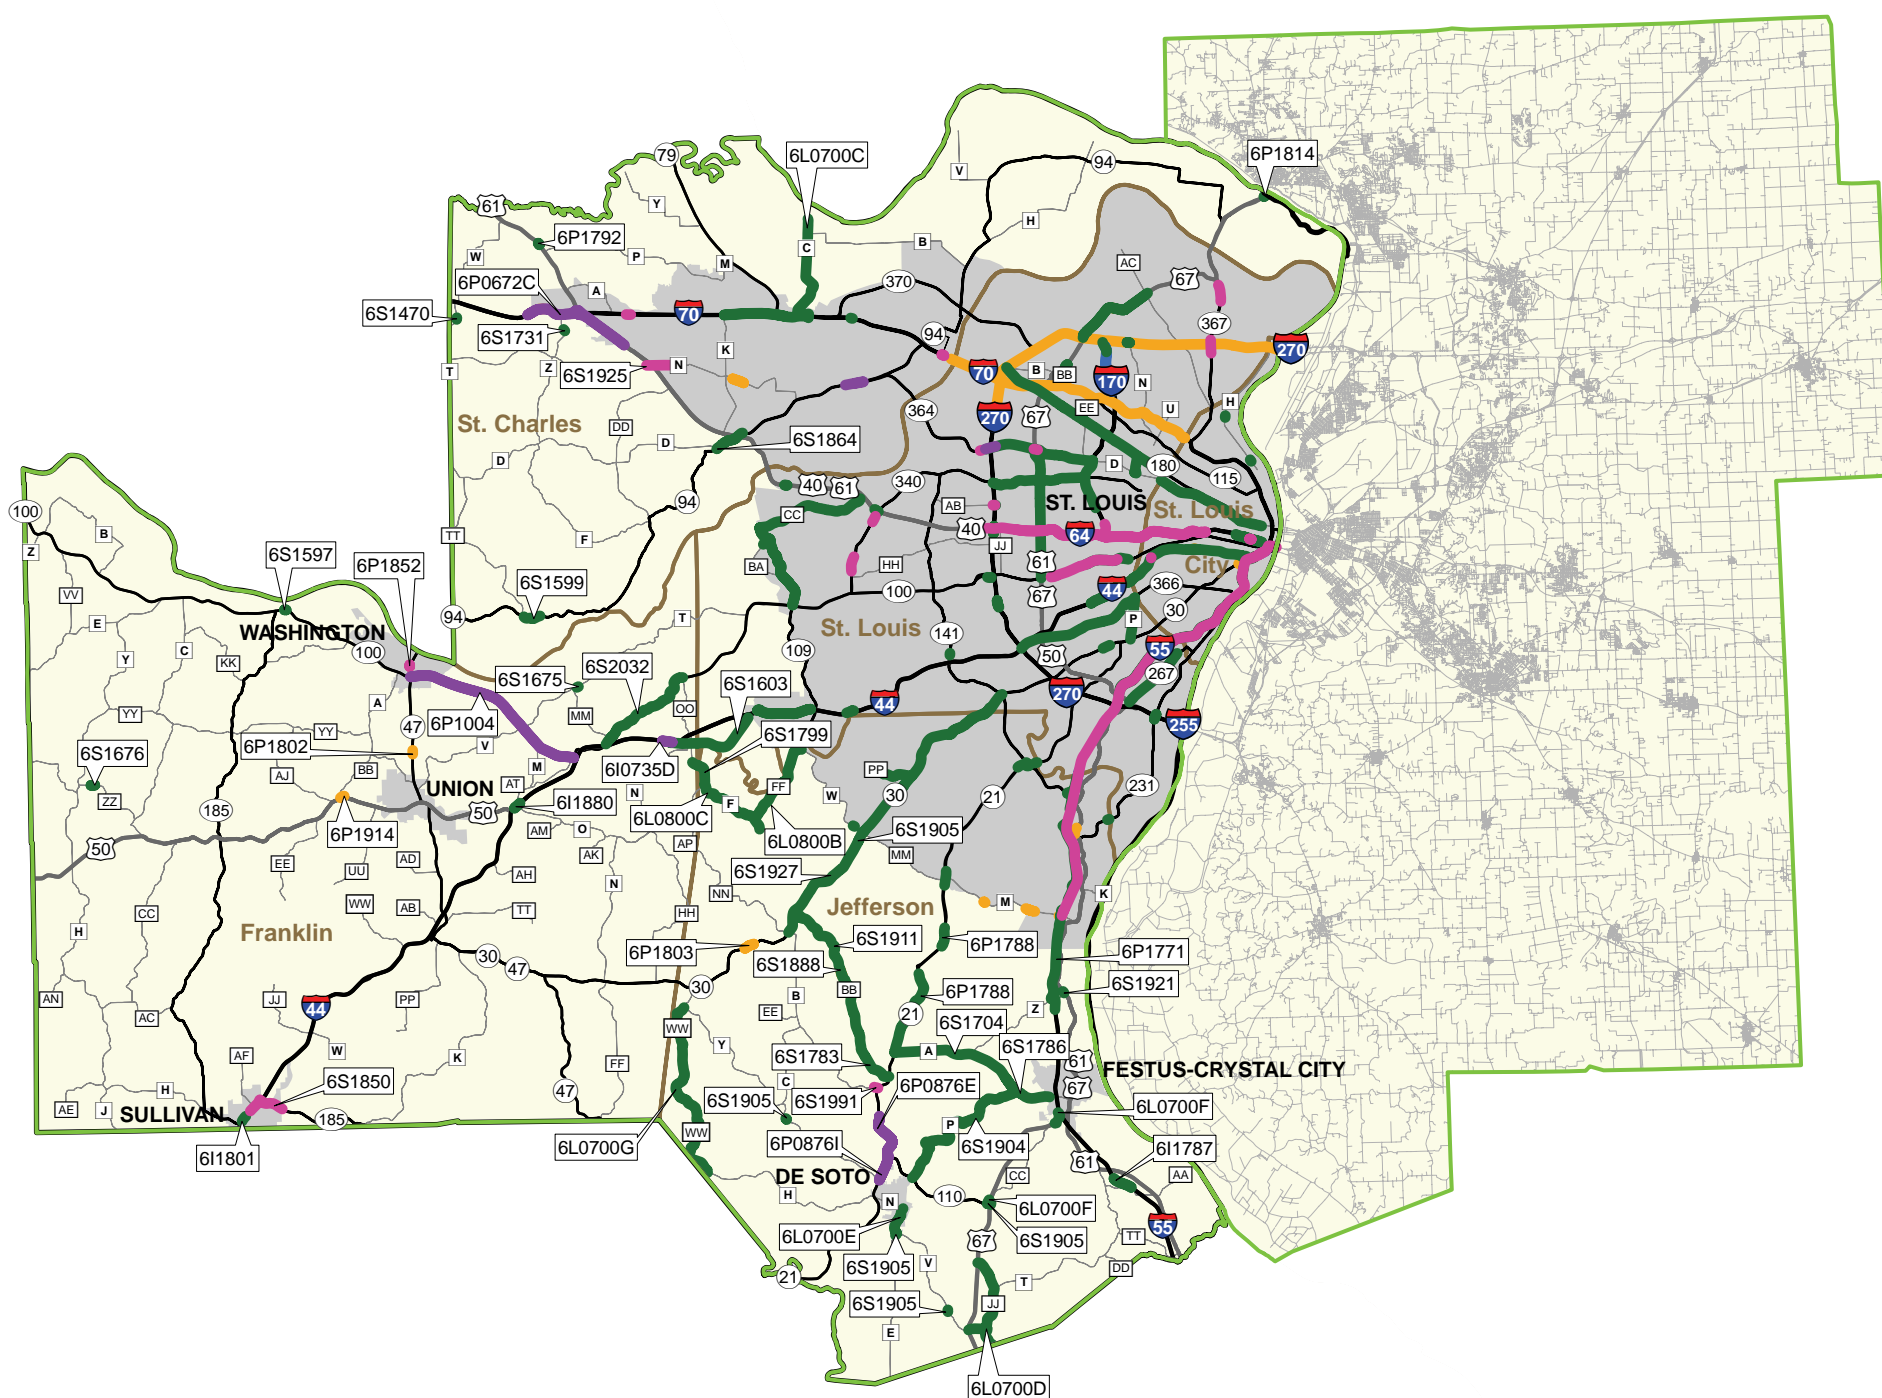 79
6L0700C
94
6P1814
V
Y
61
H
6P1792
C
B
W
P
M
AC
67
6P0672C
A
370
6S1470
70
367
6S1731
94
270
K
T
Z
6S1925
N
70
B
BB
170
N
270
364
67
EE
U
H
St. Charles
DD
D
6S1864
D
D
180
115
340
40
61
94
AB
ST. LOUIS
St. Louis
100
CC
B
Z
TT
F
40
64
JJ
6S1597
6P1852
BA
HH
61
City
VV
6S1599
44
366
100
67
30
E
94
T
P
WASHINGTON
St. Louis
141
Y
C
100
KK
109
50
55
6S1675
6S2032
267
6S1603
270
A
44
YY
MM
OO
47
6P1004
255
YY
V
6S1799
6P1802
6S1676
BB
M
6I0735D
AJ
AT
PP
FF
231
UNION
N
W
30
21
ZZ
185
F
50
6I1880
6L0800C
6P1914
AM
O
6S1905
50
AP
6L0800B
AD
AK
MM
EE
UU
AH
6S1927
N
NN
K
WW
AB
TT
M
CC
HH
Jefferson
H
Franklin
6S1911
6P1788
6P1803
6P1771
30
47
6S1888
6S1921
30
BB
6P1788
AN
JJ
PP
B
44
EE
Z
AC
21
6S1704
WW
Y
A
6S1786
AF
W
K
6S1783
61
FF
C
6P0876E
FESTUS-CRYSTAL CITY
H
6S1850
47
67
AE
J
6S1905
6S1991
6L0700F
SULLIVAN
185
P
WW
6P0876I
6S1904
6I1787
6I1801
6L0700G
61
DE SOTO
CC
AA
H
N
110
6L0700F
6L0700E
55
67
6S1905
TT
6S1905
V
21
T
DD
6S1905
JJ
E
6L0700D